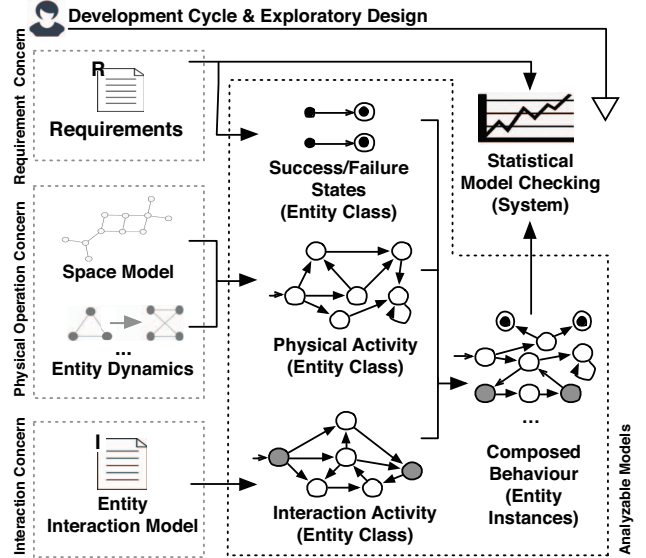 Development Cycle & Exploratory Design
Requirement Concern
R
Requirements
Success/Failure
States
(Entity Class)
Statistical
Model Checking
(System)
Physical Operation Concern
Space Model
...
Entity Dynamics
Physical Activity
(Entity Class)
Interaction Concern
I
Entity
Interaction Model
Interaction Activity
(Entity Class)
...
Composed
Behaviour
(Entity
Instances)
Analyzable Models